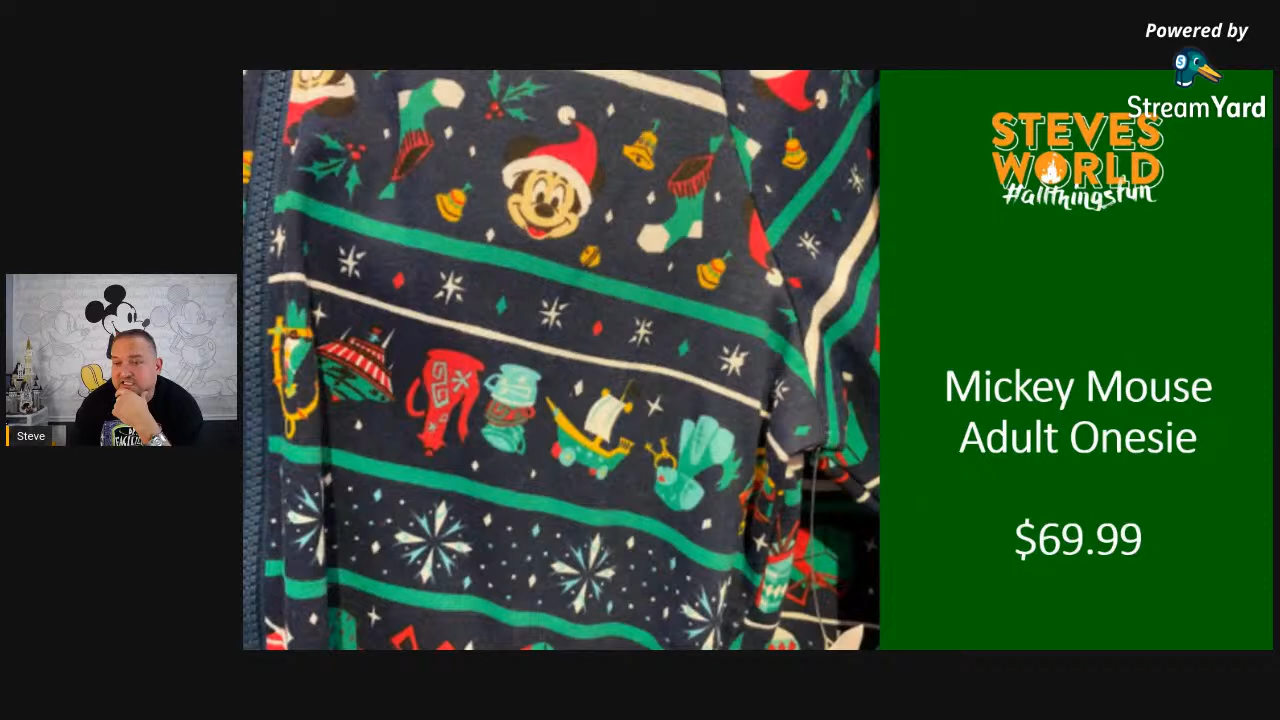 Powered by
StreamYard
STEVES
WORLD
#allthingsfun
Mickey Mouse
Adult Onesie
$69.99
Steve